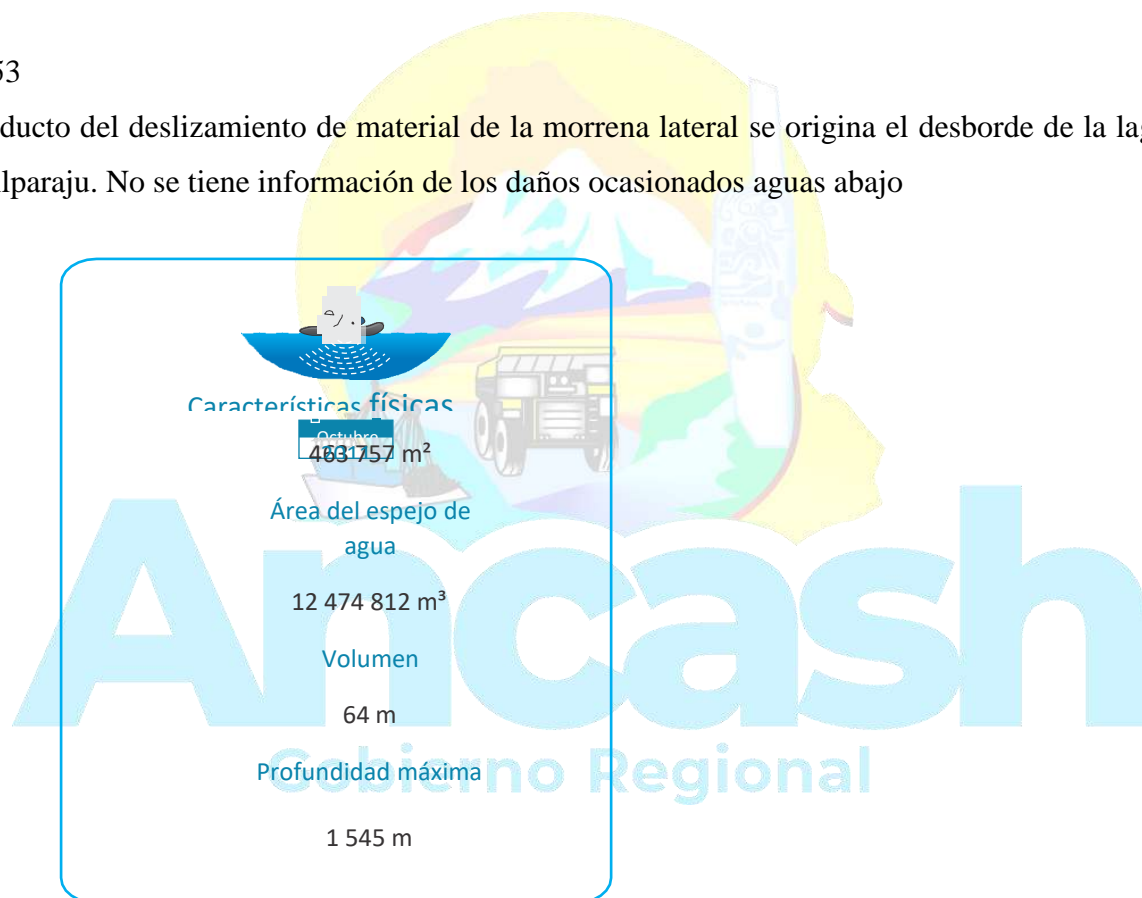 53
ducto del deslizamiento de material de la morrena lateral se origina el desborde de la la
lparaju. No se tiene información de los daños ocasionados aguas abajo
Características físicas
Octubre
463 757 m²
Área del espejo de
agua
12 474 812 m³
Volumen
64 m
Profundidad máxima
1 545 m
Ancash
Gobierno Regional